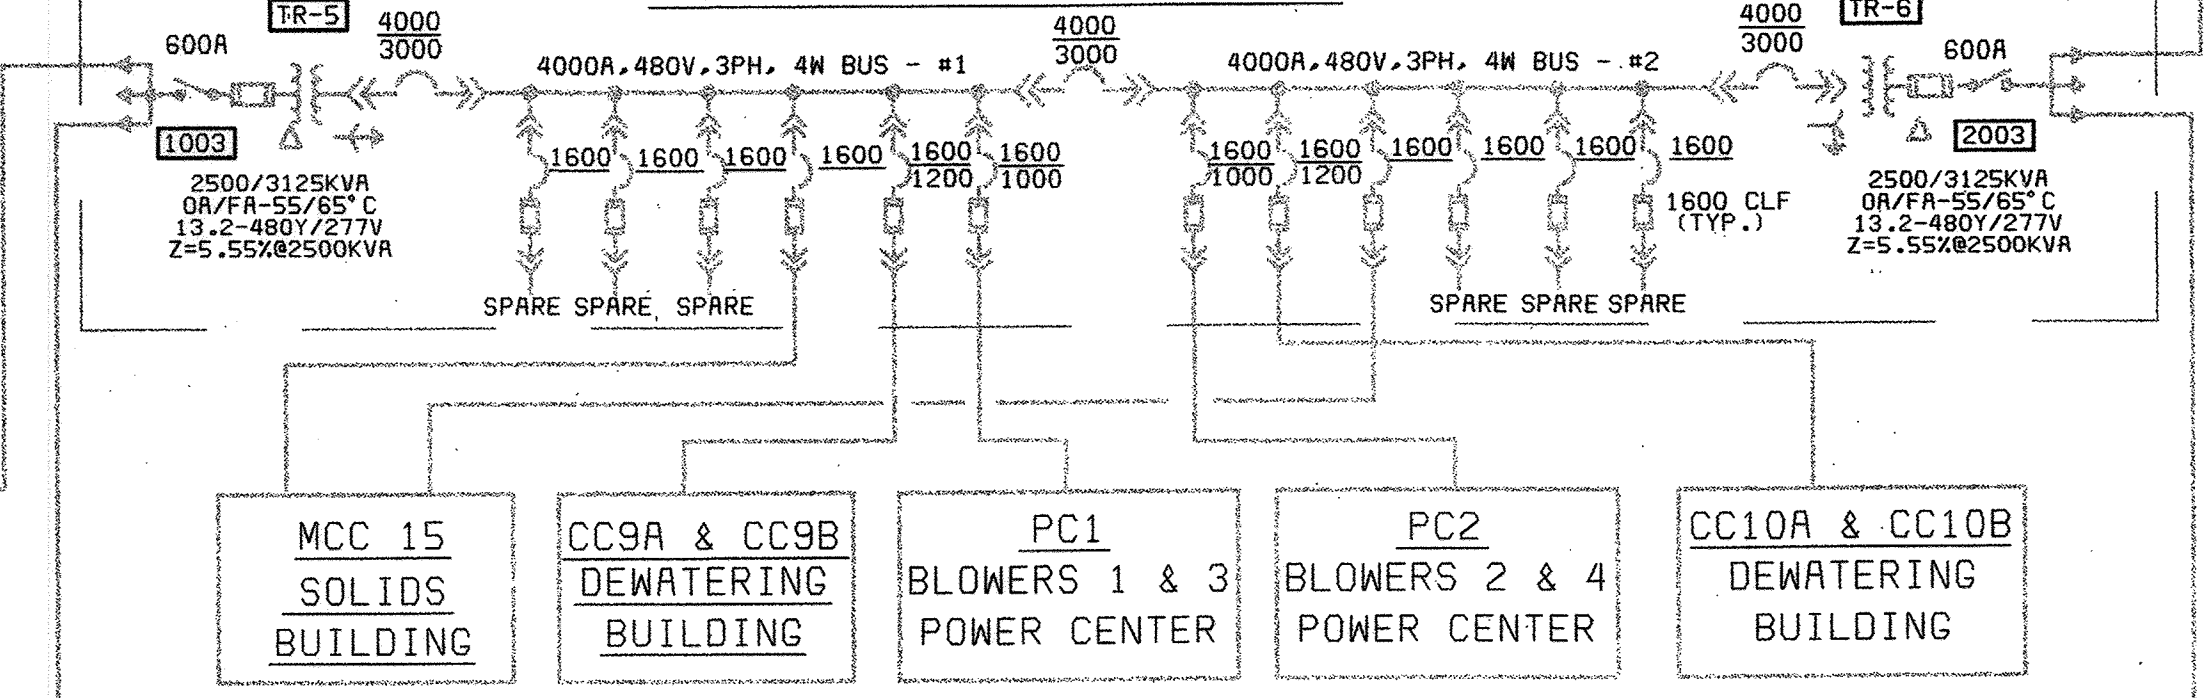 TR-5
600A
4000
3000
4000A,480V,3PH, 4W BUS - #1
4000
3000
4000A,480V,3PH, 4W BUS - #2
4000
3000
TR-6
600A
1003
2500/3125KVA
OA/FA-55/65°C
13.2-480Y/277V
Z=5.55%@2500KVA
1600
1600
1600
1600
1600
1200
1600
1000
1600
1000
1600
1200
1600
1600
1600
1600
1600 CLF
(TYP.)
2003
2500/3125KVA
OA/FA-55/65°C
13.2-480Y/277V
Z=5.55%@2500KVA
SPARE SPARE SPARE
SPARE SPARE SPARE
MCC 15
SOLIDS
BUILDING
CC9A & CC9B
DEWATERING
BUILDING
PC1
BLOWERS 1 & 3
POWER CENTER
PC2
BLOWERS 2 & 4
POWER CENTER
CC10A & CC10B
DEWATERING
BUILDING